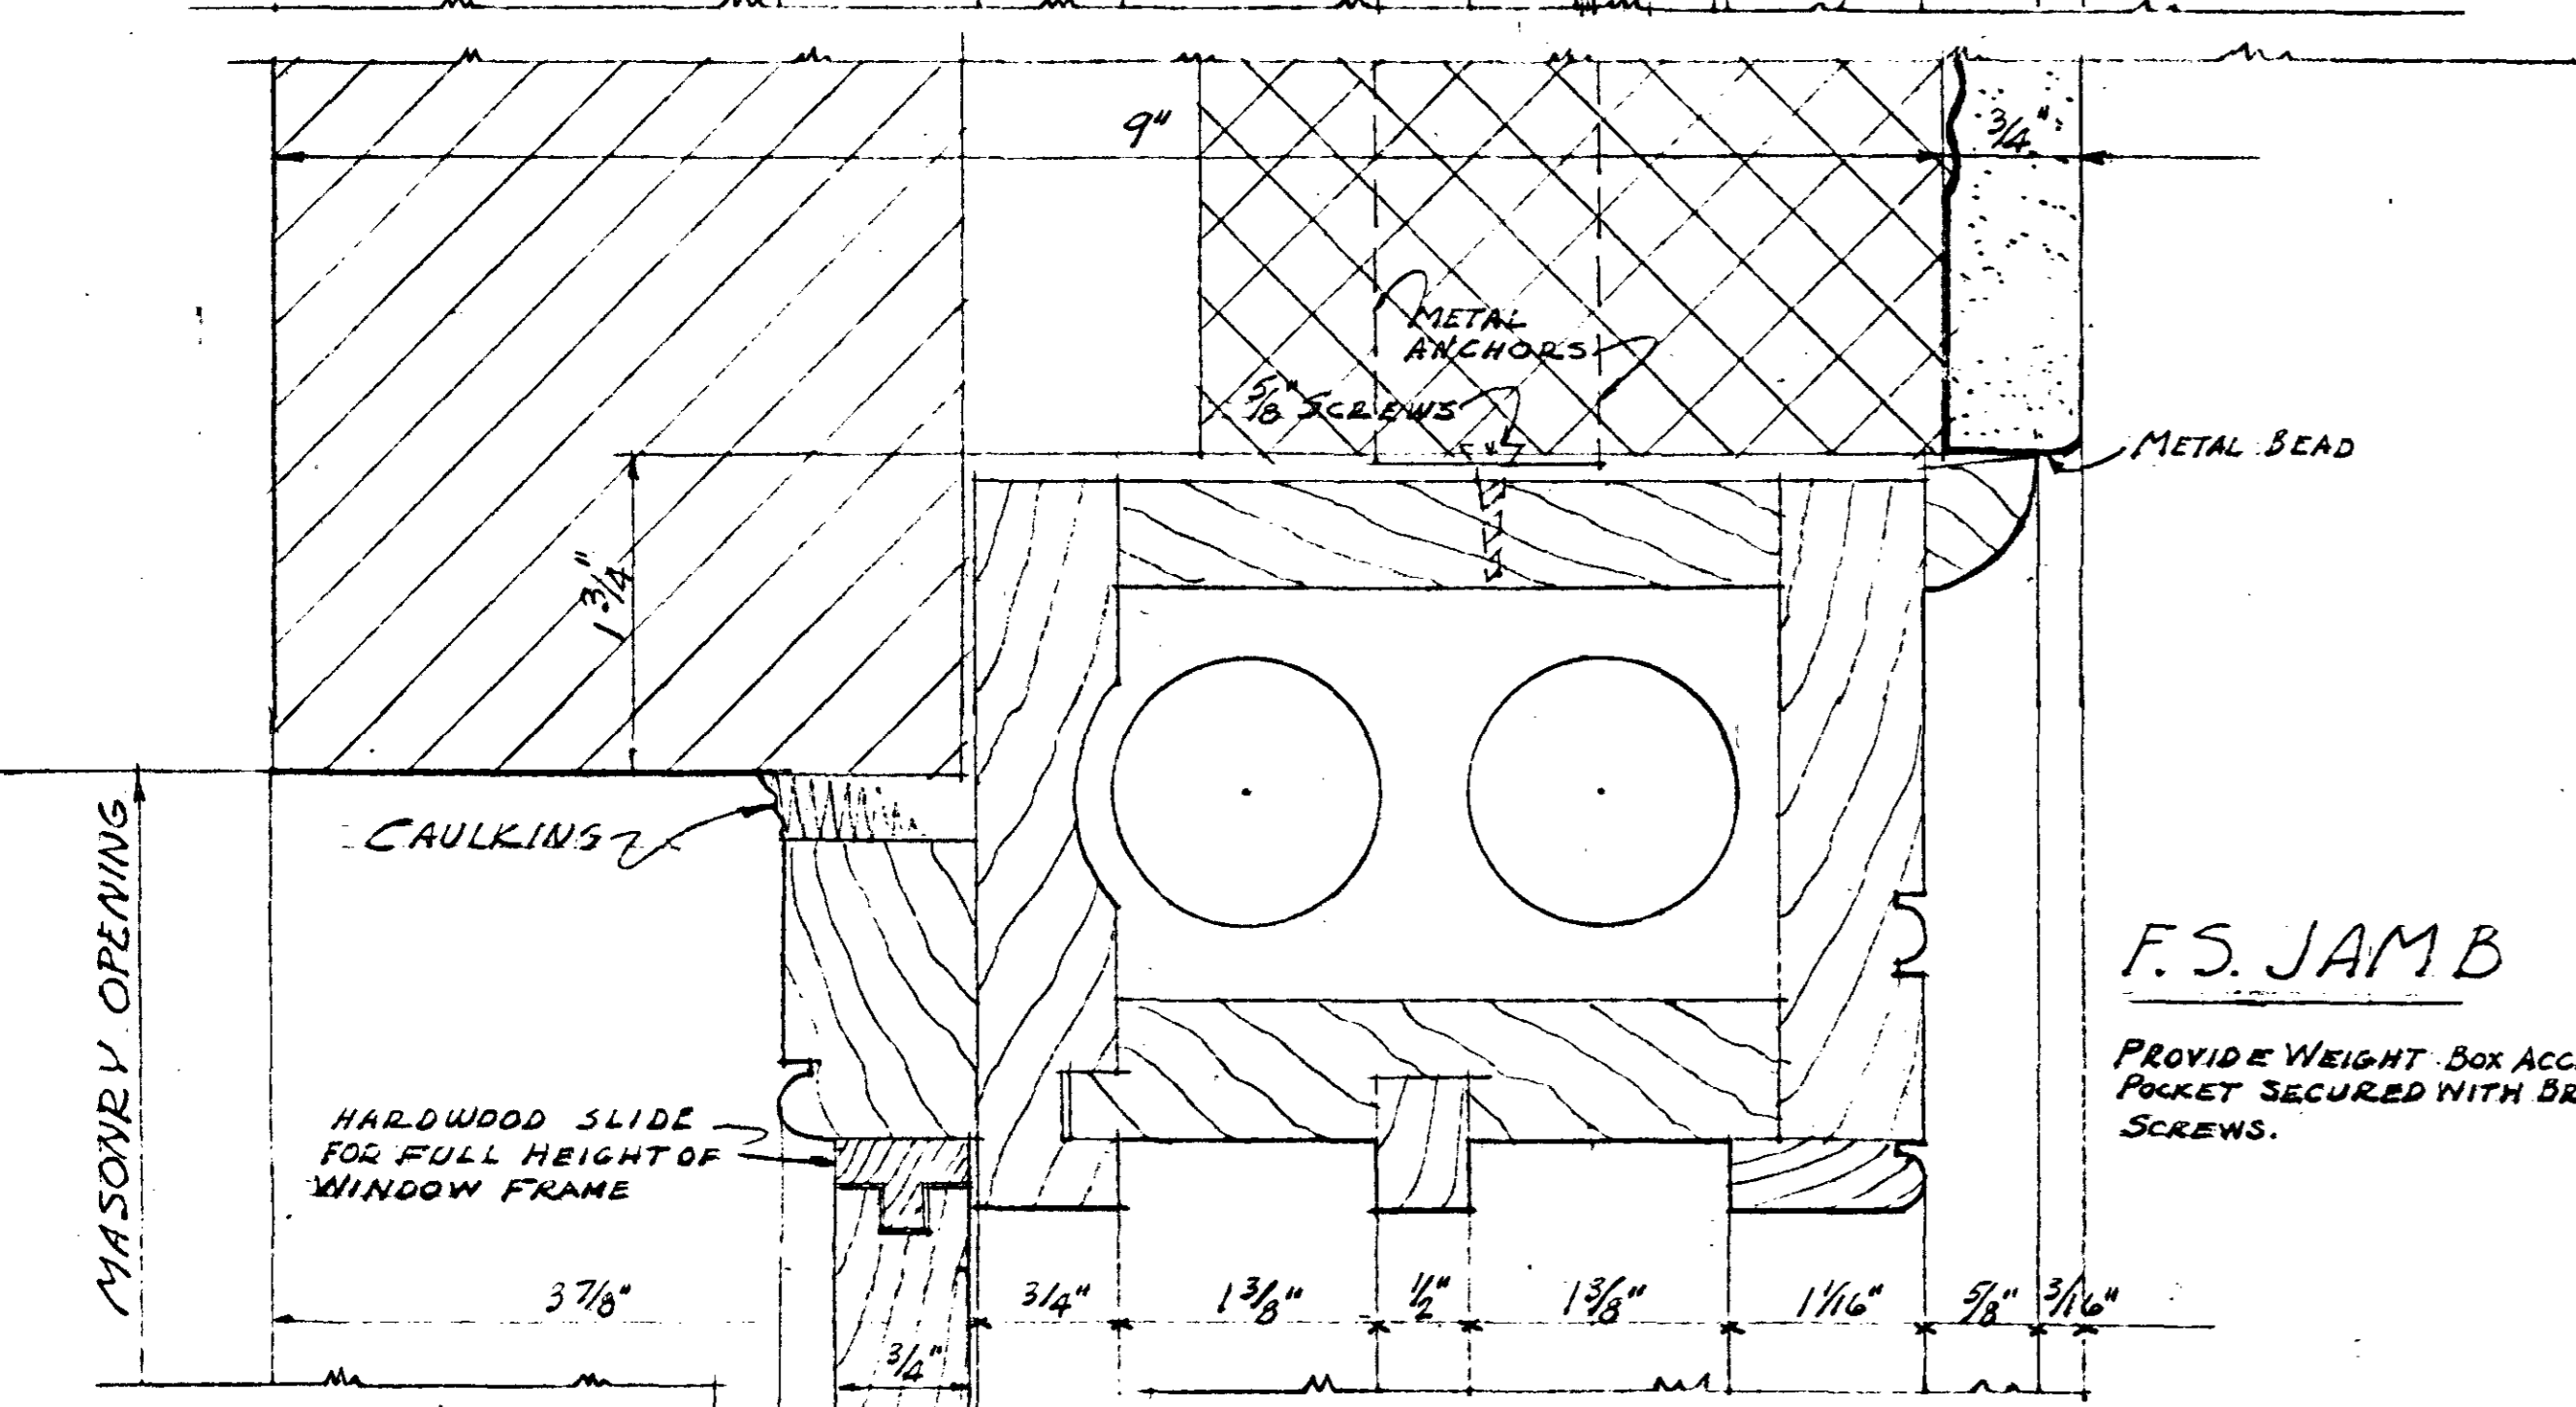 9"
3/4"
METAL
ANCHORS
5/8" SCREWS
METAL BEAD
1 3/4"
CAULKING
MASONRY OPENING
F.S. JAMB
PROVIDE WEIGHT BOX ACC
POCKET SECURED WITH BR
SCREWS.
HARDWOOD SLIDE
FOR FULL HEIGHT OF
WINDOW FRAME
3 7/8" 3/4" 1 3/8" 1/2" 1 3/8" 1 1/16" 5/8" 3/16"
3/4"